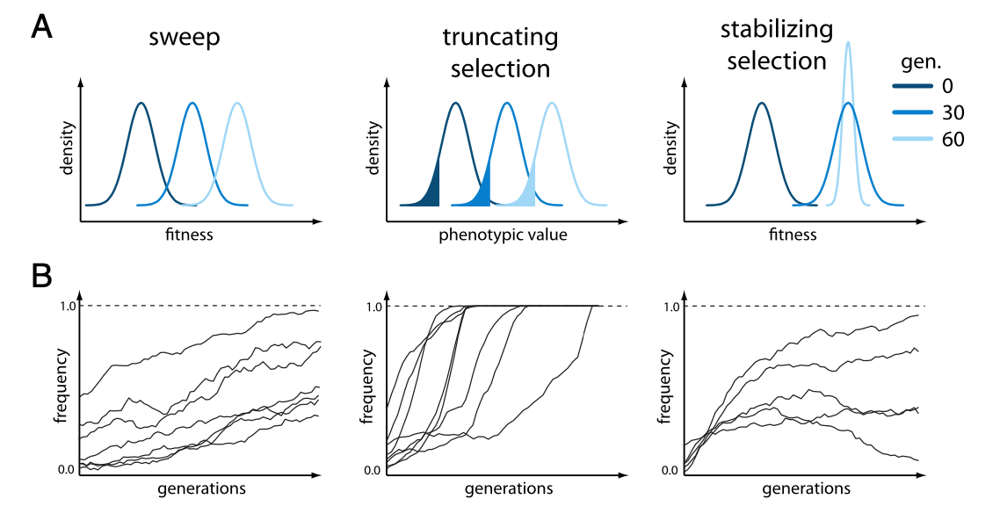 A
sweep
truncating
selection
stabilizing
selection
gen.
0
30
60
density
fitness
density
phenotypic value
density
fitness
B
1.0
frequency
0.0
generations
1.0
frequency
0.0
generations
1.0
frequency
0.0
generations